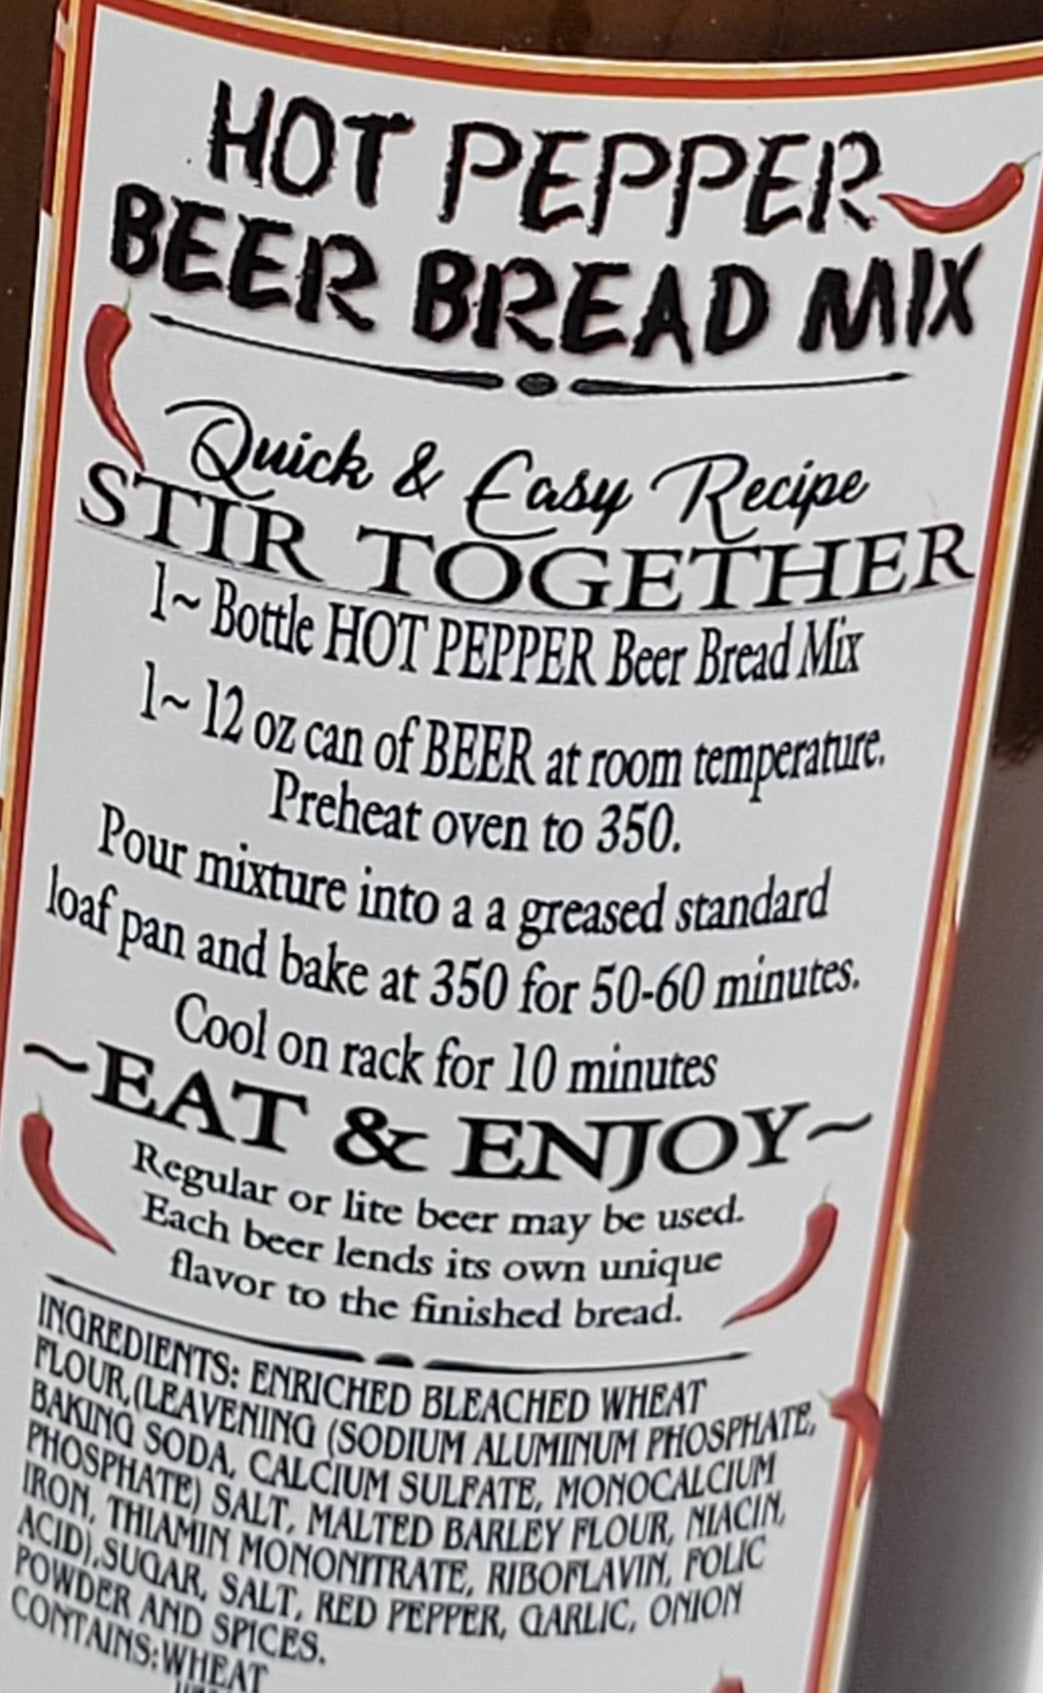 HOT PEPPER
BEER BREAD MIX
Quick & Easy Recipe
STIR TOGETHER
1~ Bottle HOT PEPPER Beer Bread Mix
1~ 12 oz can of BEER at room temperature.
Preheat oven to 350.
Pour mixture into a a greased standard
loaf pan and bake at 350 for 50-60 minutes.
Cool on rack for 10 minutes
~EAT & ENJOY~
Regular or lite beer may be used.
Each beer lends its own unique
flavor to the finished bread.
INGREDIENTS: ENRICHED BLEACHED WHEAT
FLOUR,(LEAVENING (SODIUM ALUMINUM PHOSPHATE,
BAKING SODA, CALCIUM SULFATE, MONOCALCIUM
PHOSPHATE) SALT, MALTED BARLEY FLOUR, NIACIN,
IRON, THIAMIN MONONITRATE, RIBOFLAVIN, FOLIC
ACID),SUGAR, SALT, RED PEPPER, GARLIC, ONION
POWDER AND SPICES.
CONTAINS:WHEAT